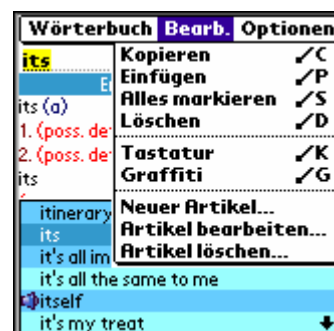 Wörterbuch Bearb. Optionen
its
Kopieren /C
Einfügen /P
Alles markieren /S
Löschen /D
Tastatur /K
Graffiti /G
Neuer Artikel...
Artikel bearbeiten...
Artikel löschen...
E
its (a)
1. (poss. de
2. (poss. de
its
itinerary
its
it's all im
it's all the same to me
itself
it's my treat